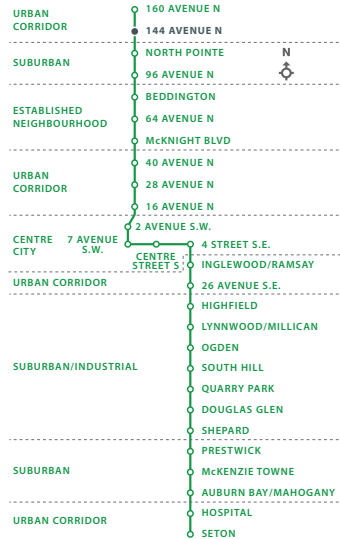 160 AVENUE N
URBAN
CORRIDOR
144 AVENUE N
NORTH POINTE
N
SUBURBAN
96 AVENUE N
BEDDINGTON
ESTABLISHED
NEIGHBOURHOOD
64 AVENUE N
McKNIGHT BLVD
40 AVENUE N
URBAN
CORRIDOR
28 AVENUE N
16 AVENUE N
2 AVENUE S.W.
CENTRE
CITY
7 AVENUE
S.W.
4 STREET S.E.
CENTRE
STREET S
INGLEWOOD/RAMSAY
URBAN CORRIDOR
26 AVENUE S.E.
HIGHFIELD
LYNNWOOD/MILLICAN
OGDEN
SUBURBAN/INDUSTRIAL
SOUTH HILL
QUARRY PARK
DOUGLAS GLEN
SHEPARD
PRESTWICK
SUBURBAN
McKENZIE TOWNE
AUBURN BAY/MAHOGANY
HOSPITAL
URBAN CORRIDOR
SETON